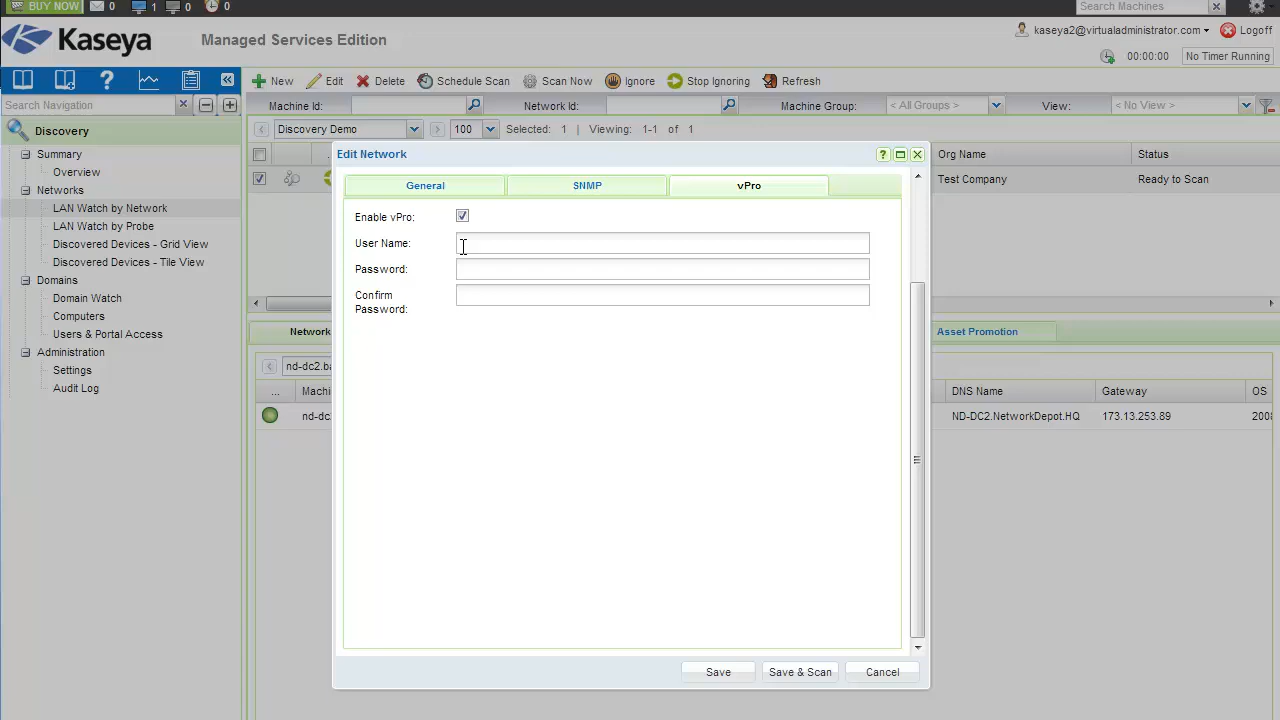 BUY NOW 0 1 0 0 Search Machines
Kaseya Managed Services Edition kaseya2@virtualadministrator.com Logoff
00:00:00 No Timer Running
New Edit Delete Schedule Scan Scan Now Ignore Stop Ignoring Refresh
Search Navigation Machine Id: Network Id: Machine Group: < All Groups > View: < No View >
Discovery Discovery Demo 100 Selected: 1 | Viewing: 1-1 of 1
Summary
Overview
Networks
LAN Watch by Network
LAN Watch by Probe
Discovered Devices - Grid View
Discovered Devices - Tile View
Domains
Domain Watch
Computers
Users & Portal Access
Administration
Settings
Audit Log
... Org Name Status
Test Company Ready to Scan
Edit Network
General SNMP vPro
Enable vPro:
User Name:
Password:
Confirm
Password:
Save Save & Scan Cancel
Network Asset Promotion
nd-dc2.ba
... Machi DNS Name Gateway OS
nd-dc ND-DC2.NetworkDepot.HQ 173.13.253.89 2008